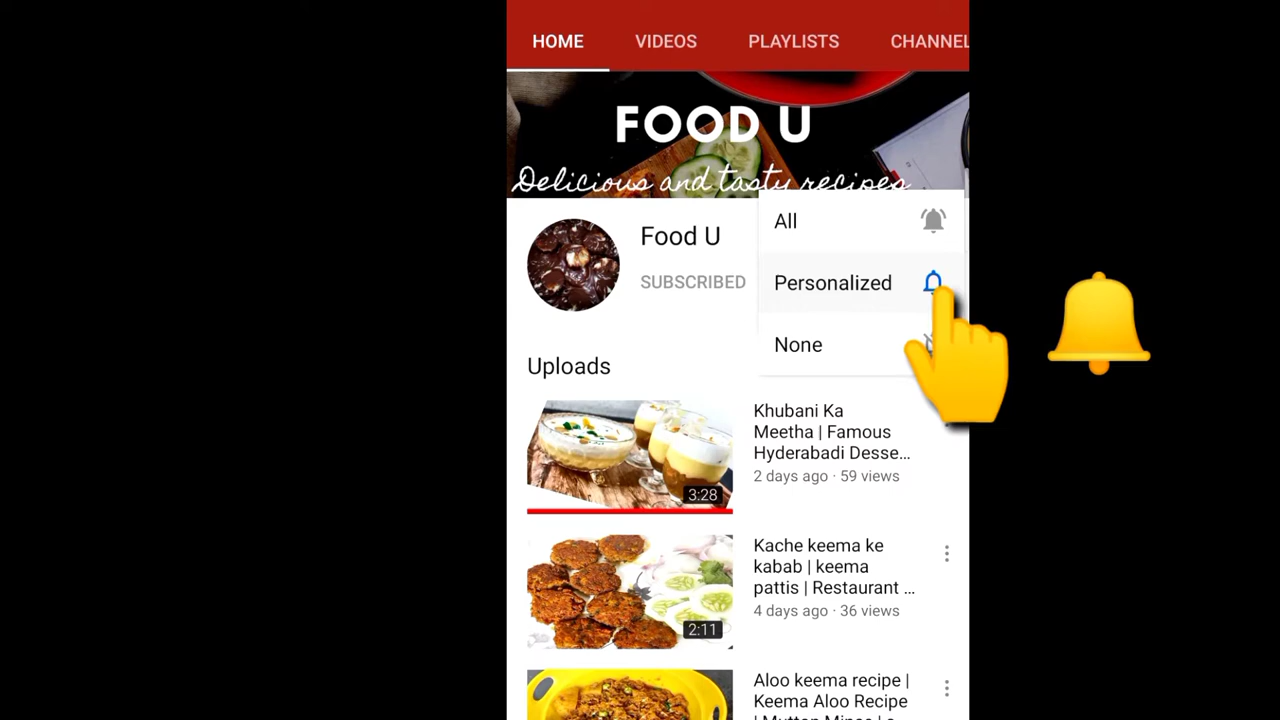 HOME VIDEOS PLAYLISTS CHANNEL
FOOD U
Delicious and tasty recipes
All
Food U
SUBSCRIBED
Personalized
None
Uploads
Khubani Ka
Meetha | Famous
Hyderabadi Desse...
2 days ago · 59 views
3:28
Kache keema ke
kabab | keema
pattis | Restaurant ...
4 days ago · 36 views
2:11
Aloo keema recipe |
Keema Aloo Recipe
| Mutton Mince |